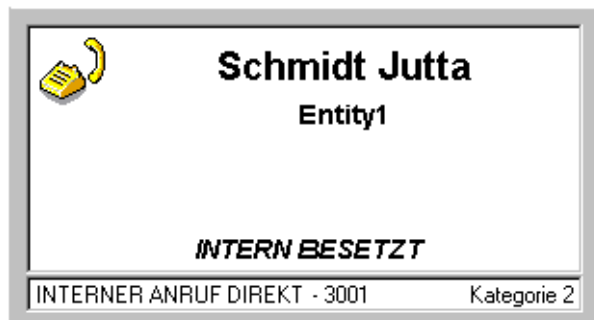 Schmidt Jutta
Entity1
INTERN BESETZT
INTERNER ANRUF DIREKT - 3001 Kategorie 2